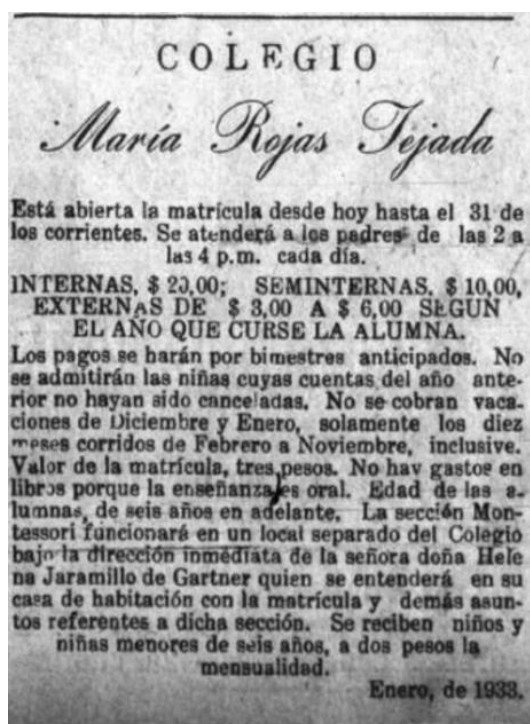 COLEGIO
María Rojas Tejada
Está abierta la matrícula desde hoy hasta el 31 de
los corrientes. Se atenderá a los padres de las 2 a
las 4 p.m. cada día.
INTERNAS, $ 20,00; SEMINTERNAS, $ 10,00,
EXTERNAS DE $ 3,00 A $ 6,00 SEGUN
EL AÑO QUE CURSE LA ALUMNA.
Los pagos se harán por bimestres anticipados. No
se admitirán las niñas cuyas cuentas del año ante-
rior no hayan sido canceladas. No se cobran vaca-
ciones de Diciembre y Enero, solamente los diez
meses corridos de Febrero a Noviembre, inclusive.
Valor de la matrícula, tres pesos. No hay gastos en
libros porque la enseñanza es oral. Edad de las a-
lumnas, de seis años en adelante. La sección Mon-
tessori funcionará en un local separado del Colegio
bajo la dirección inmediata de la señora doña Hele
na Jaramillo de Gartner quien se entenderá en su
casa de habitación con la matrícula y demás asun-
tos referentes a dicha sección. Se reciben niños y
niñas menores de seis años, a dos pesos la
mensualidad.
Enero, de 1933.